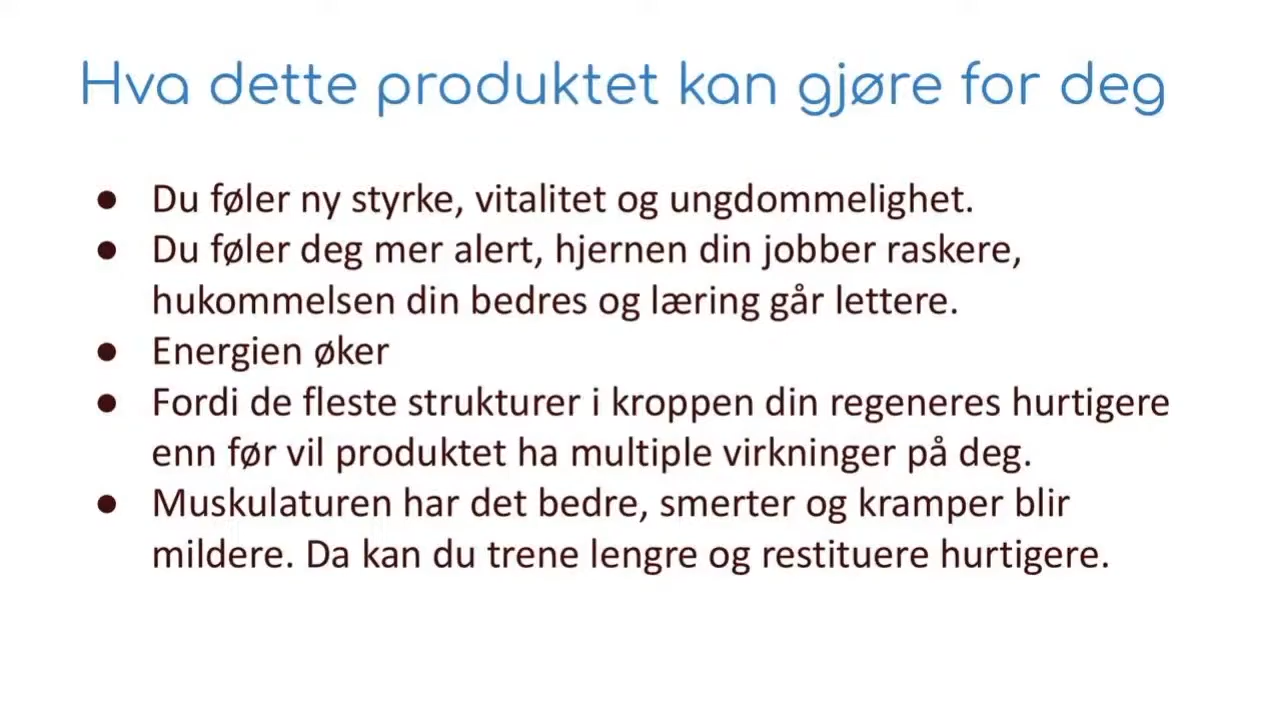 Hva dette produktet kan gjøre for deg
● Du føler ny styrke, vitalitet og ungdommelighet.
● Du føler deg mer alert, hjernen din jobber raskere,
hukommelsen din bedres og læring går lettere.
● Energien øker
● Fordi de fleste strukturer i kroppen din regeneres hurtigere
enn før vil produktet ha multiple virkninger på deg.
● Muskulaturen har det bedre, smerter og kramper blir
mildere. Da kan du trene lengre og restituere hurtigere.